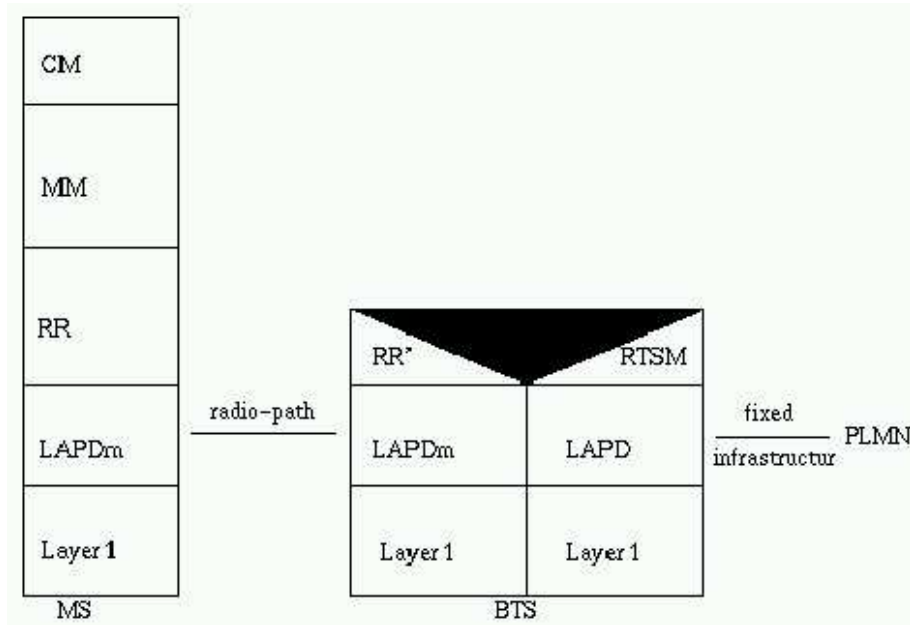 CM
MM
RR
LAPDm
Layer 1
MS
radio-path
RR'
RTSM
LAPDm
LAPD
Layer 1
Layer 1
BTS
fixed
infrastructur
PLMN